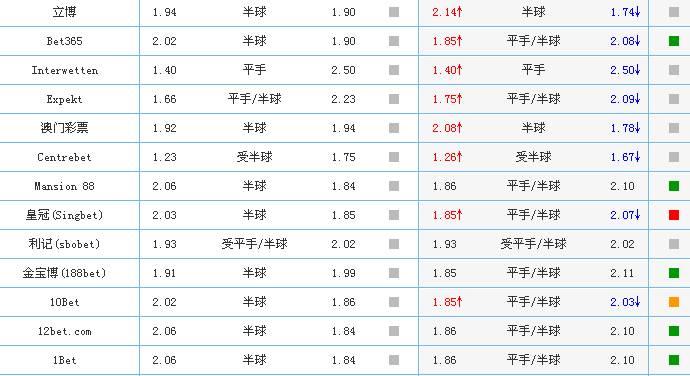 立博 1.94 半球 1.90 2.14↑ 半球 1.74↓
Bet365 2.02 半球 1.90 1.85↑ 平手/半球 2.08↓
Interwetten 1.40 平手 2.50 1.40↑ 平手 2.50↓
Expekt 1.66 平手/半球 2.23 1.75↑ 平手/半球 2.09↓
澳门彩票 1.92 半球 1.94 2.08↑ 半球 1.78↓
Centrebet 1.23 受半球 1.75 1.26↑ 受半球 1.67↓
Mansion 88 2.06 半球 1.84 1.86 平手/半球 2.10
皇冠(Singbet) 2.03 半球 1.85 1.85↑ 平手/半球 2.07↓
利记(sbobet) 1.93 受平手/半球 2.02 1.93 受平手/半球 2.02
金宝博(188bet) 1.91 半球 1.99 1.85 平手/半球 2.11
10Bet 2.02 半球 1.86 1.85↑ 平手/半球 2.03↓
12bet.com 2.06 半球 1.84 1.86 平手/半球 2.10
1Bet 2.06 半球 1.84 1.86 平手/半球 2.10